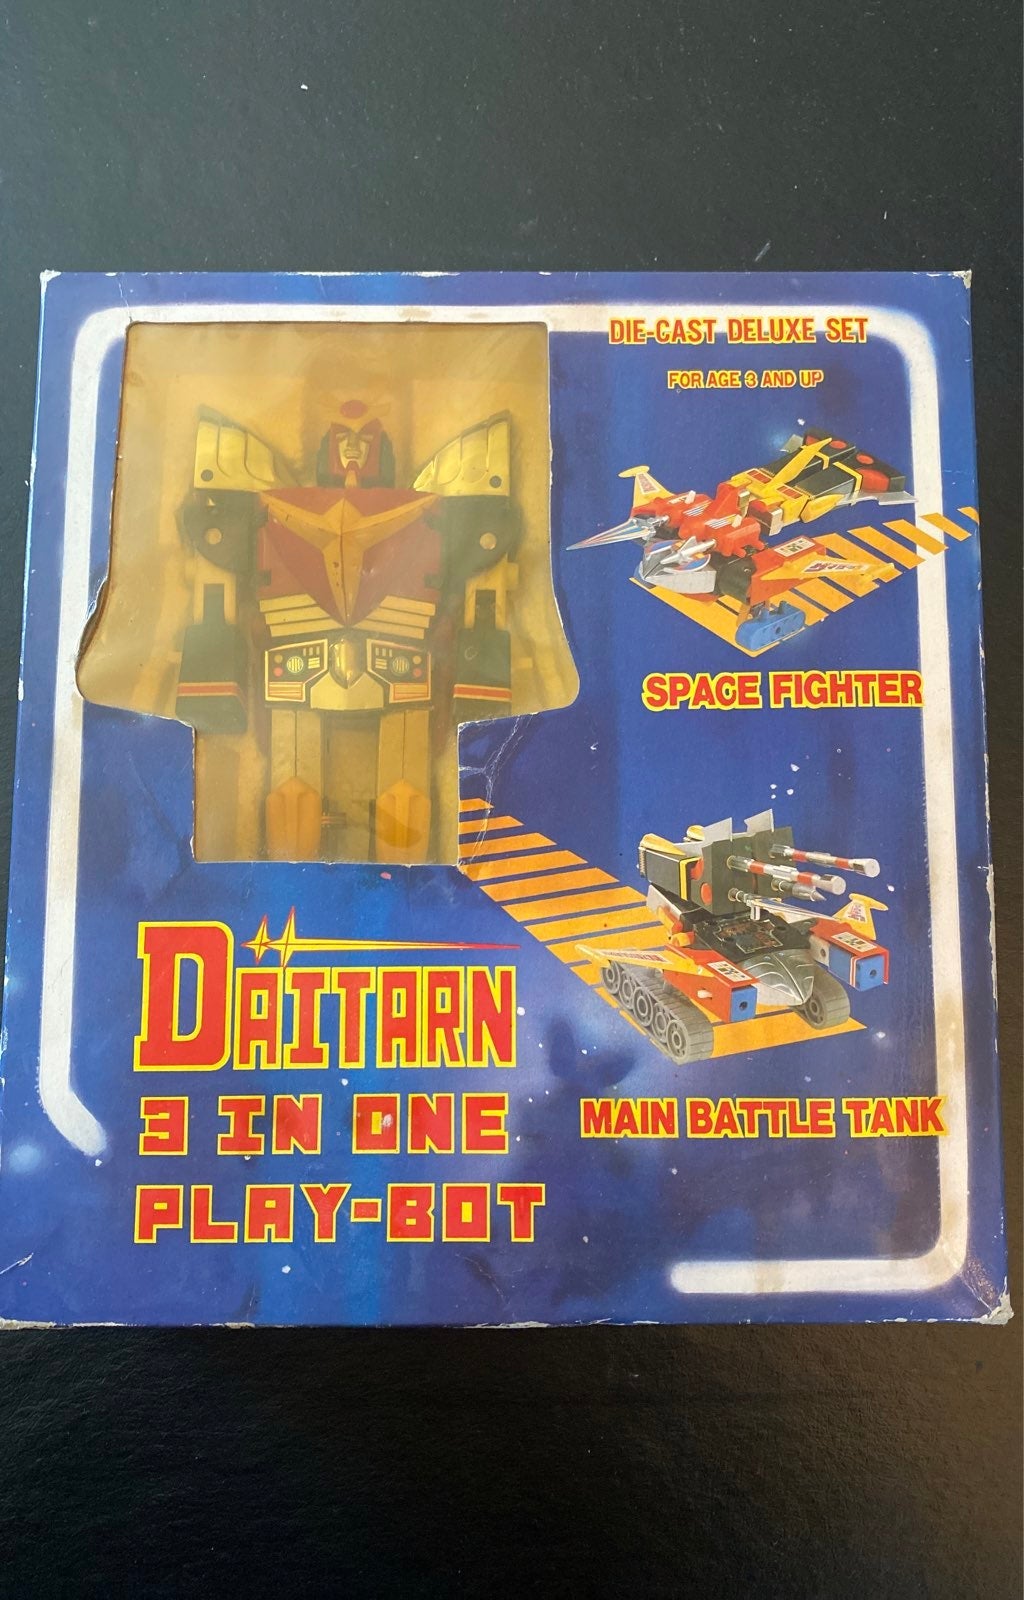 DIE-CAST DELUXE SET
FOR AGE 3 AND UP
SPACE FIGHTER
DAITARN
3 IN ONE
PLAY-BOT
MAIN BATTLE TANK